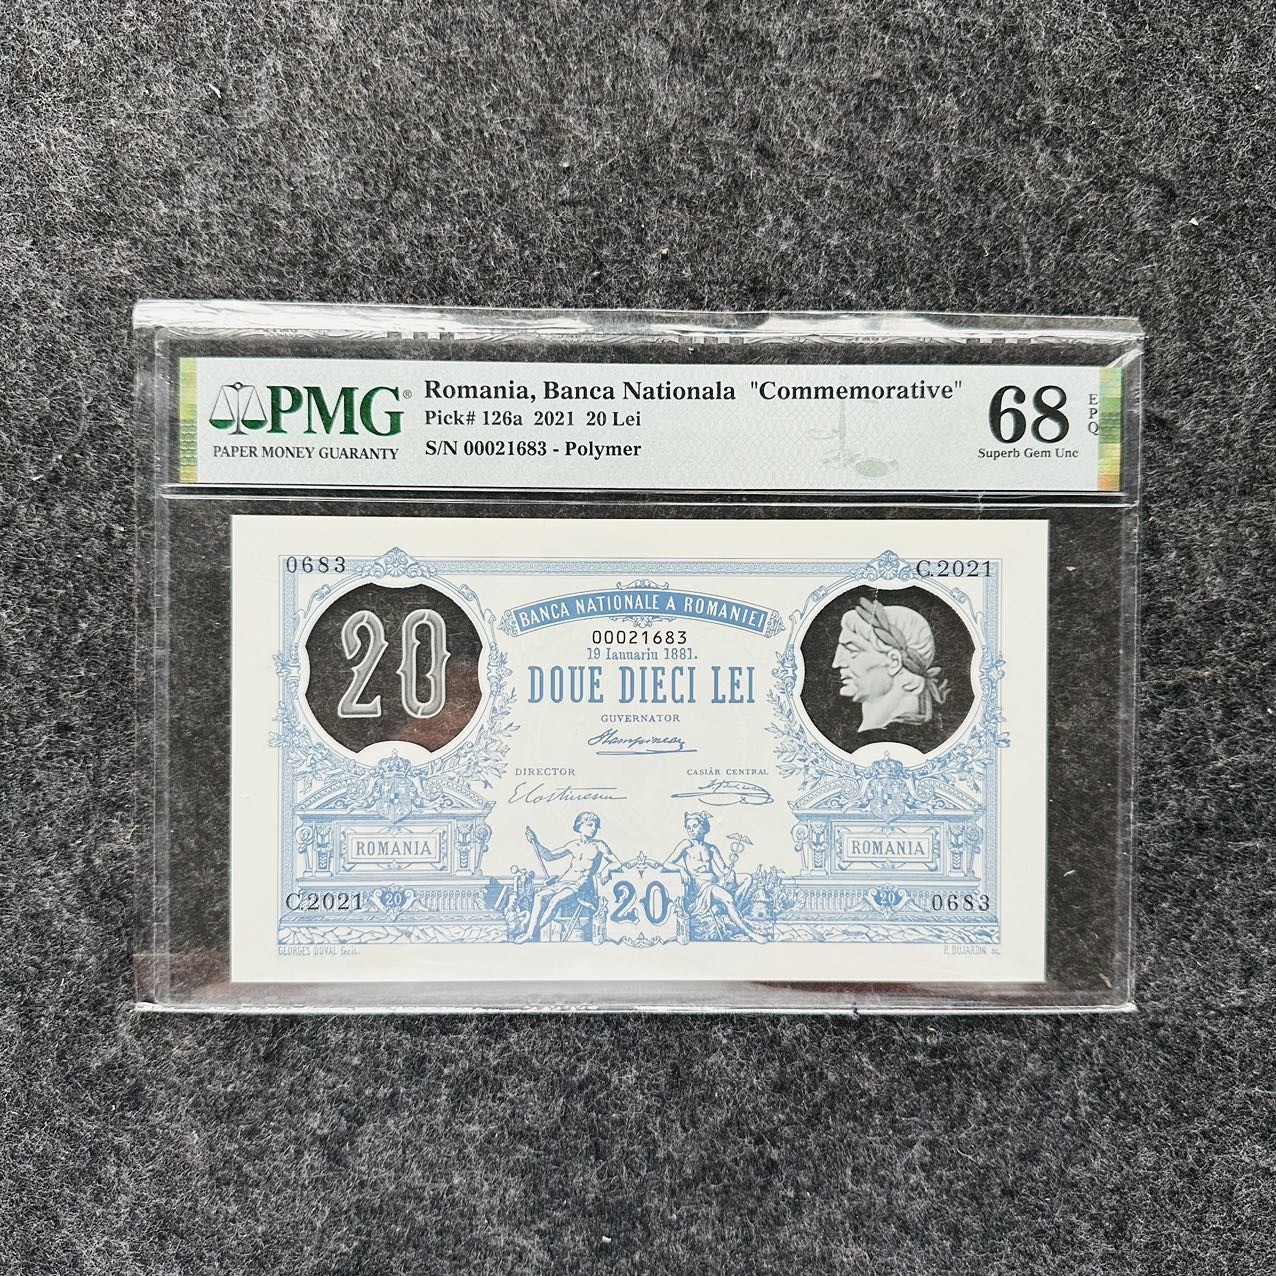 PMG®
PAPER MONEY GUARANTY
Romania, Banca Nationala "Commemorative"
Pick# 126a 2021 20 Lei
S/N 00021683 - Polymer
68
EPQ
Superb Gem Unc
0683
C.2021
BANCA NATIONALE A ROMANIEI
00021683
19 Ianuariu 1881.
20
DOUE DIECI LEI
GUVERNATOR
DIRECTOR
CASIĂR CENTRAL
ROMANIA
ROMANIA
C.2021
20
20
20
0683
GEORGES DUVAL fecit.
P. DUJARDIN sc.